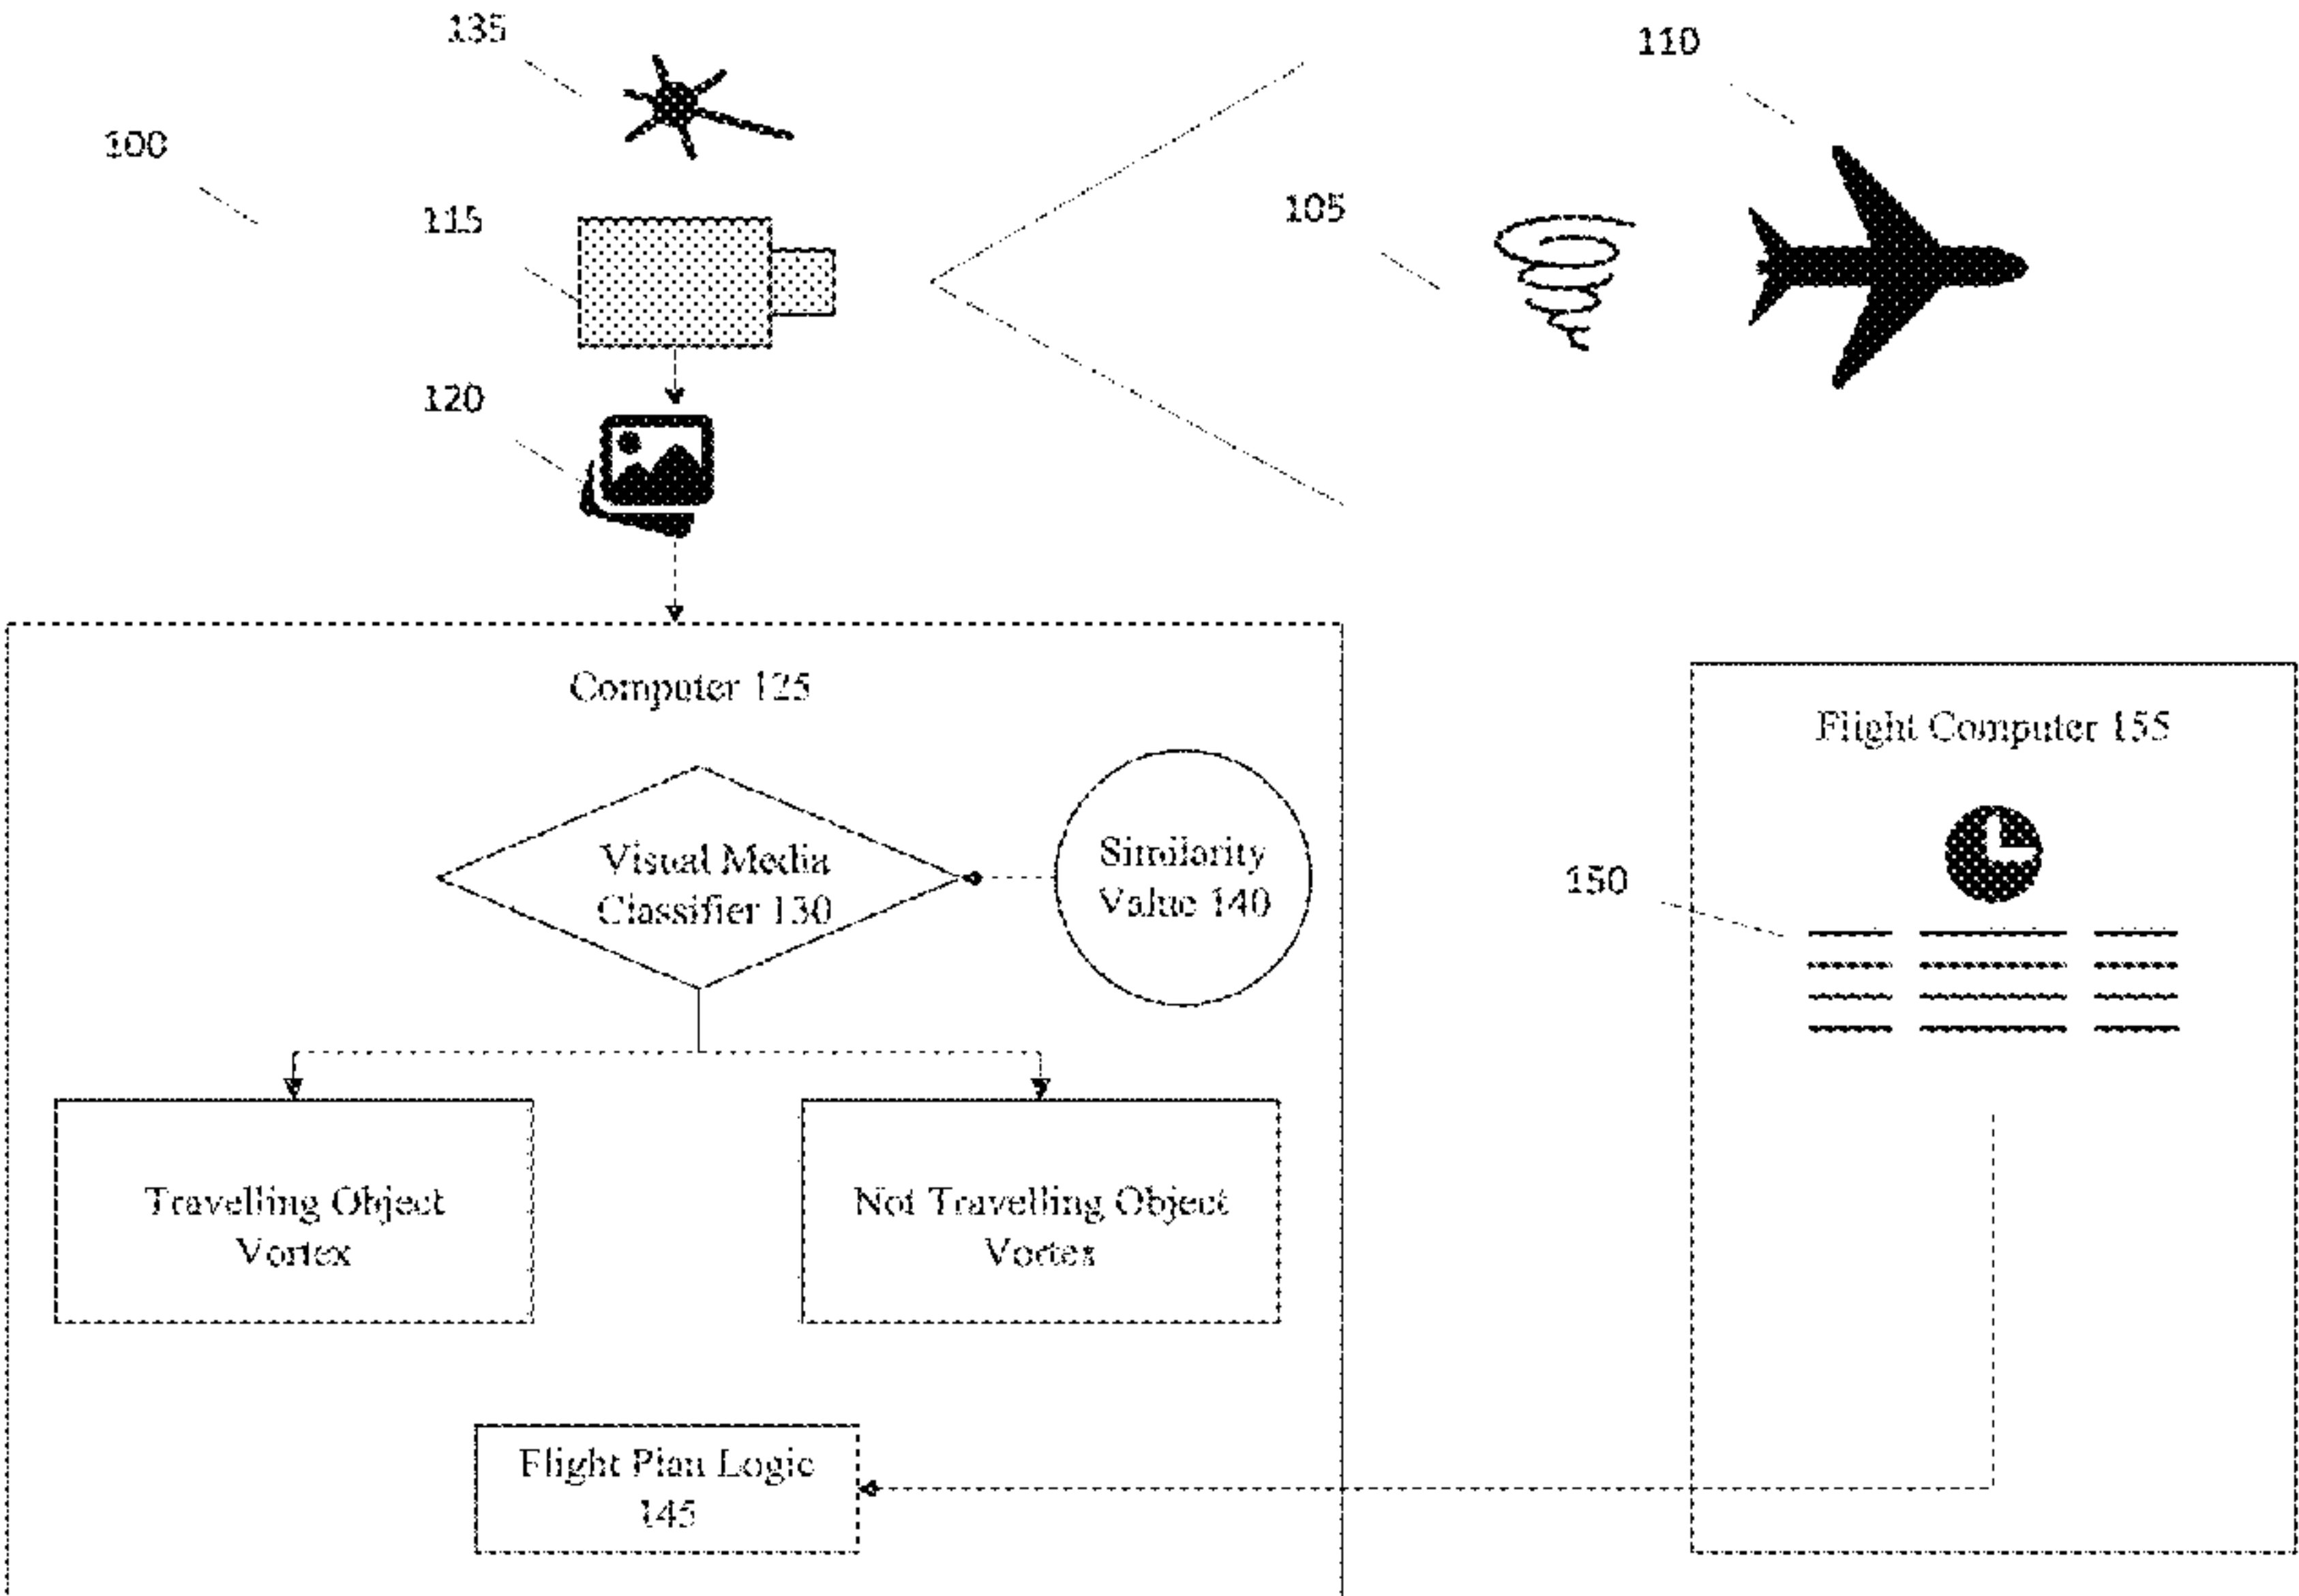 135
110
100
115
105
120
Computer 125
Flight Computer 155
Visual Media
Classifier 130
Similarity
Value 140
150
Travelling Object
Vortex
Not Travelling Object
Vortex
Flight Plan Logic
145